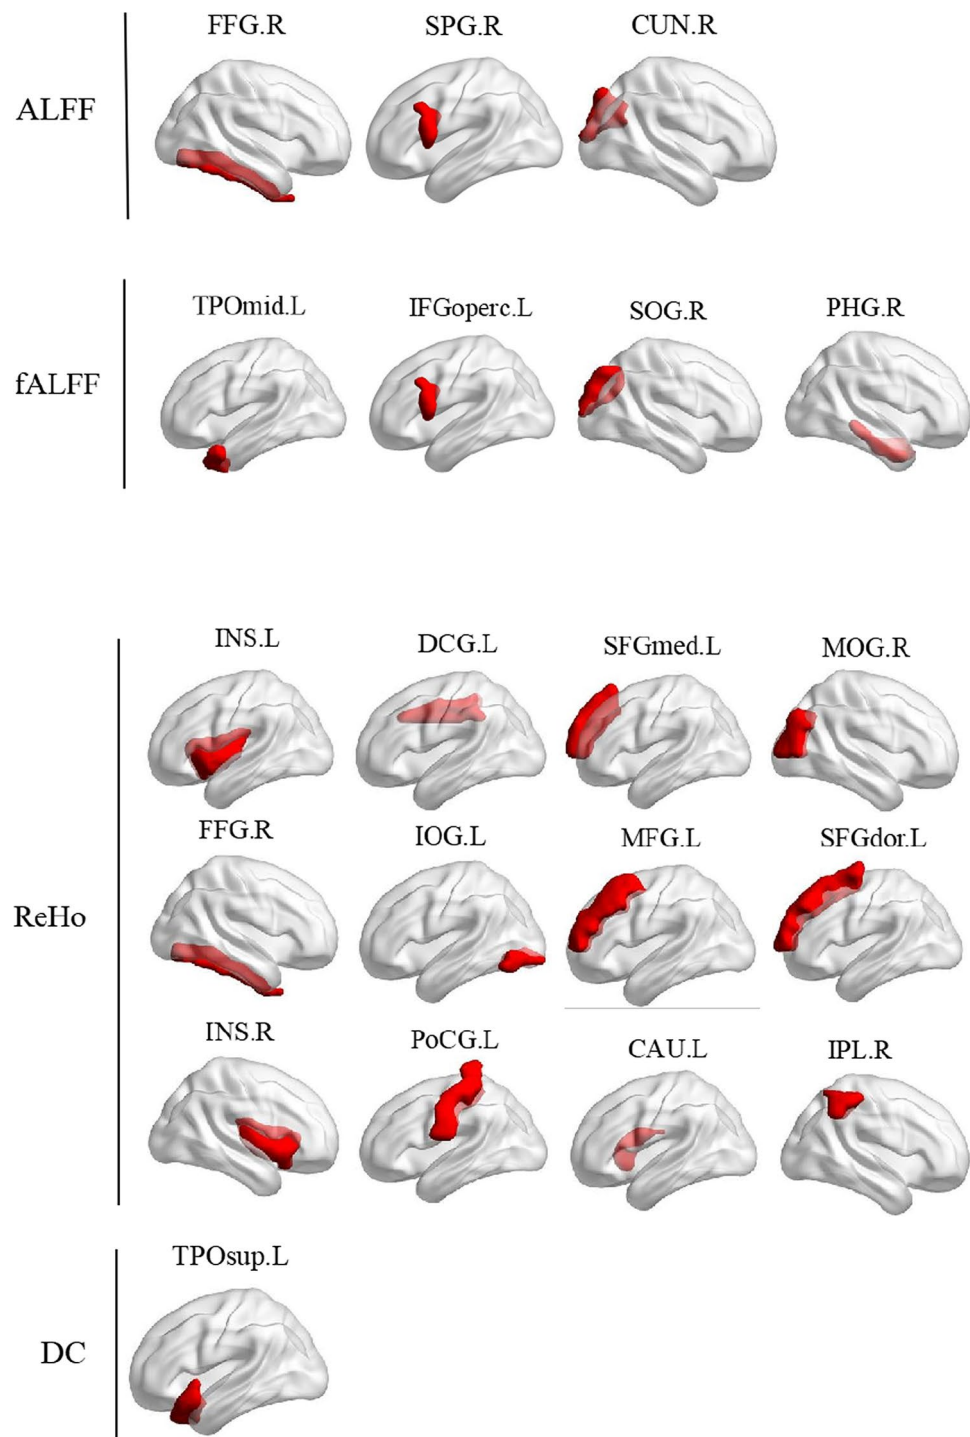 FFG.R SPG.R CUN.R
ALFF
TPOmid.L IFGoperc.L SOG.R PHG.R
fALFF
INS.L DCG.L SFGmed.L MOG.R
FFG.R IOG.L MFG.L SFGdor.L
ReHo
INS.R PoCG.L CAU.L IPL.R
TPOsup.L
DC